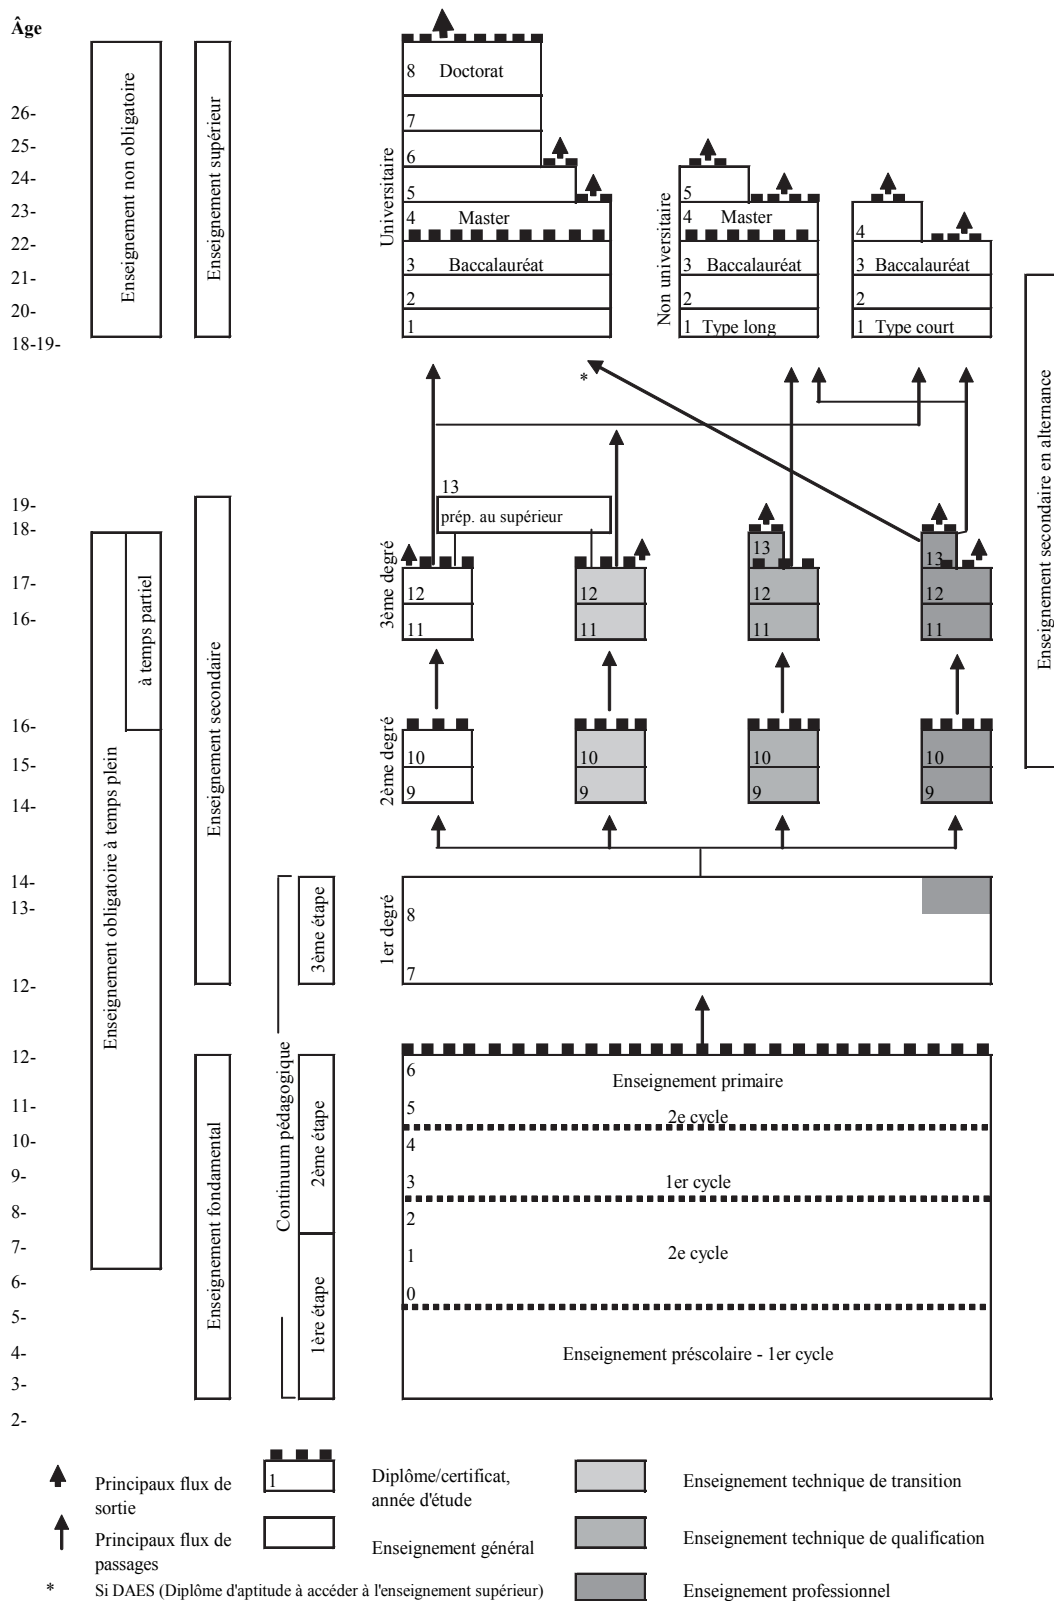 Âge
26-
25-
24-
23-
22-
21-
20-
18-19-
19-
18-
17-
16-
16-
15-
14-
14-
13-
12-
12-
11-
10-
9-
8-
7-
6-
5-
4-
3-
2-
Enseignement non obligatoire
Enseignement supérieur
Enseignement obligatoire à temps plein
à temps partiel
Enseignement secondaire
Enseignement fondamental
Continuum pédagogique
3ème étape
2ème étape
1ère étape
Universitaire
8 Doctorat
7
6
5
4 Master
3 Baccalauréat
2
1
Non universitaire
5
4 Master
3 Baccalauréat
2
1 Type long
4
3 Baccalauréat
2
1 Type court
*
Enseignement secondaire en alternance
3ème degré
13
prép. au supérieur
12
11
12
11
13
12
11
13
12
11
2ème degré
10
9
10
9
10
9
10
9
1er degré
8
7
6
Enseignement primaire
5
2e cycle
4
3
1er cycle
2
1
2e cycle
0
Enseignement préscolaire - 1er cycle
Principaux flux de
sortie
Principaux flux de
passages
* Si DAES (Diplôme d'aptitude à accéder à l'enseignement supérieur)
1
Diplôme/certificat,
année d'étude
Enseignement général
Enseignement technique de transition
Enseignement technique de qualification
Enseignement professionnel